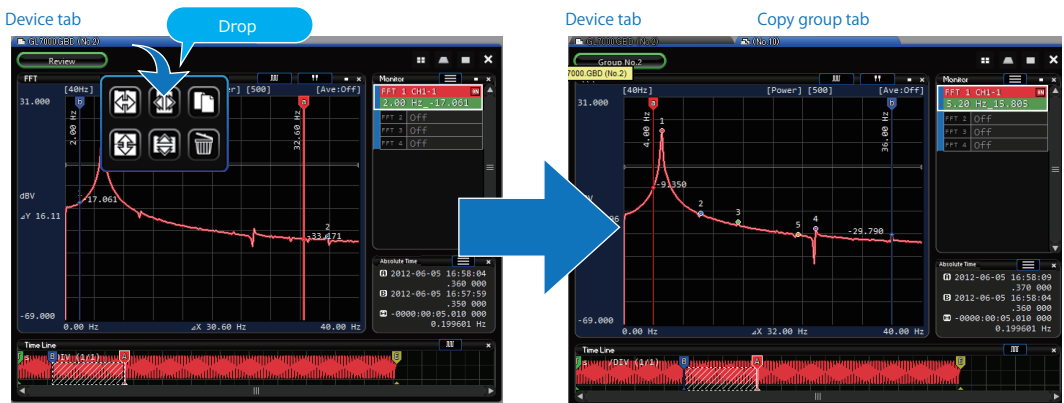 Device tab
Drop
GL7000.GBD (No.2)
Review
FFT
[40Hz]
[500]
[Ave:Off]
31.000
B
A
2.00 Hz
32.60 Hz
-17.061
dBV
⊿Y 16.11
2
-33.171
-69.000
0.00 Hz
⊿X 30.60 Hz
40.00 Hz
Monitor
FFT 1 CH1-1
2.00 Hz -17.061
FFT 2 Off
FFT 3 Off
FFT 4 Off
Absolute Time
A 2012-06-05 16:58:04
.360 000
B 2012-06-05 16:57:59
.350 000
-0000:00:05.010 000
0.199601 Hz
Time Line
s /DIV (1/1)
B
A
Device tab
Copy group tab
GL7000.GBD (No.2)
(No.10)
Group No.2
7000.GBD (No.2)
[40Hz]
[Power] [500]
[Ave:Off]
31.000
a
b
4.00 Hz
36.00 Hz
1
-9.350
2
3
5
4
-29.790
-69.000
0.00 Hz
⊿X 32.00 Hz
40.00 Hz
Monitor
FFT 1 CH1-1
5.20 Hz 15.805
FFT 2 Off
FFT 3 Off
FFT 4 Off
Absolute Time
A 2012-06-05 16:58:09
.370 000
B 2012-06-05 16:58:04
.360 000
-0000:00:05.010 000
0.199601 Hz
Time Line
s /DIV (1/1)
B
A